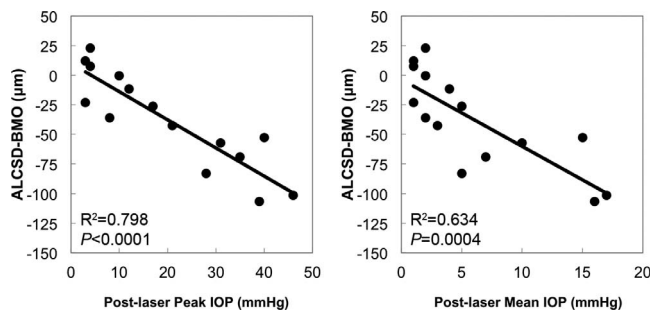 50
25
0
-25
-50
-75
-100
-125
-150
ALCSD-BMO (μm)
R²=0.798
P<0.0001
0 10 20 30 40 50
Post-laser Peak IOP (mmHg)
50
25
0
-25
-50
-75
-100
-125
-150
ALCSD-BMO (μm)
R²=0.634
P=0.0004
0 5 10 15 20
Post-laser Mean IOP (mmHg)